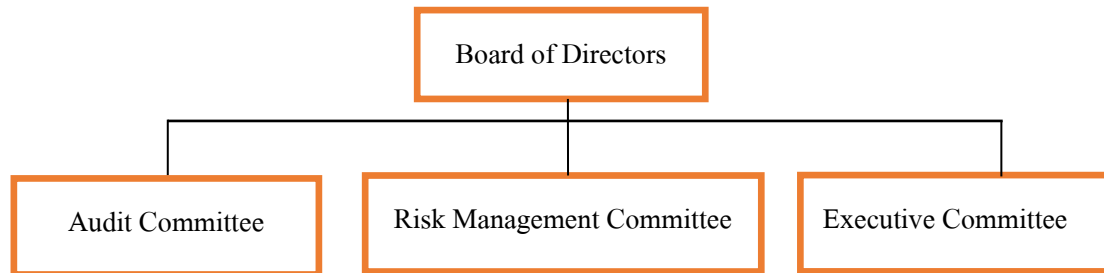 Board of Directors
Audit Committee
Risk Management Committee
Executive Committee